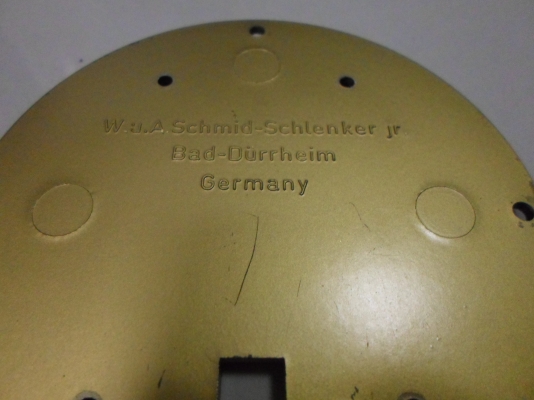 W.a.A Schmid-Schlenker jr
Bad-Dürrheim
Germany